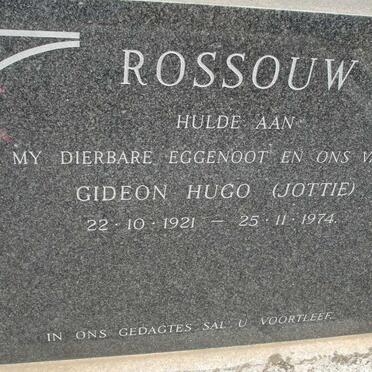 ROSSOUW
HULDE AAN
MY DIERBARE EGGENOOT EN ONS
GIDEON HUGO (JOTTIE)
22·10·1921 — 25·11·1974.
IN ONS GEDAGTES SAL U VOORTLEEF.